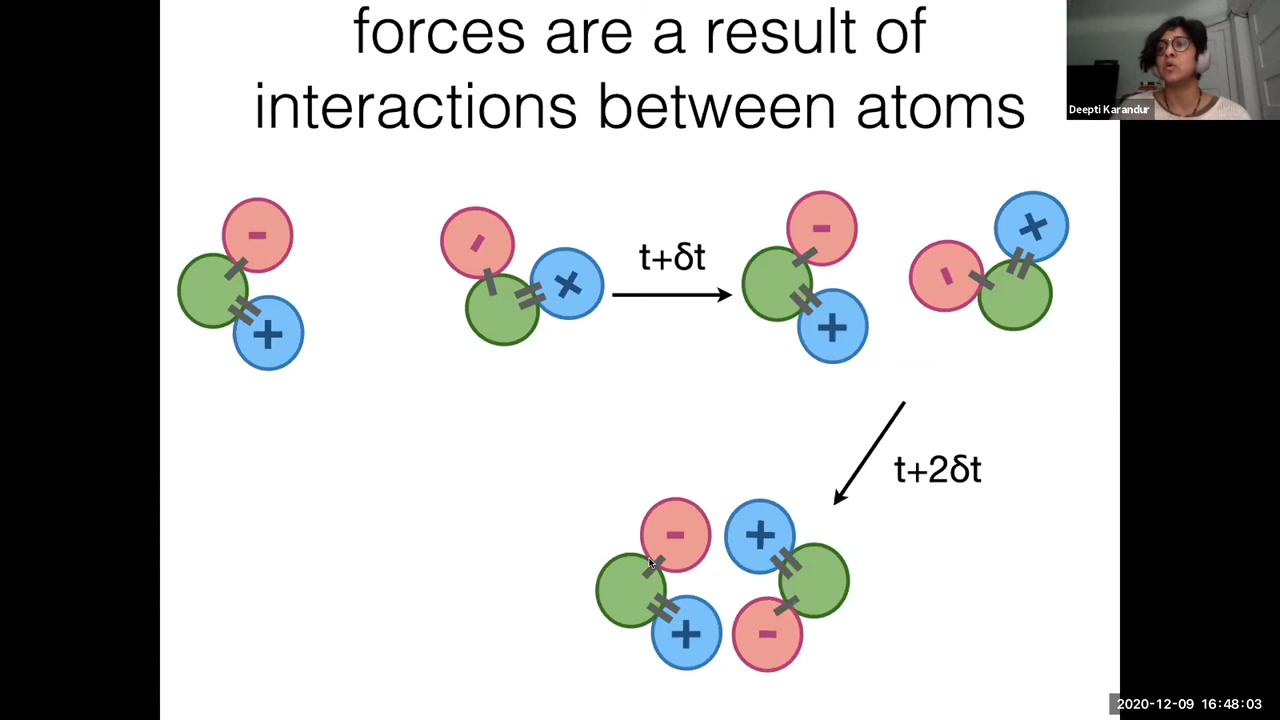 forces are a result of
interactions between atoms
Deepti Karandur
-
+
-
+
t+δt
-
+
-
+
t+2δt
-
+
+
-
2020-12-09 16:48:03